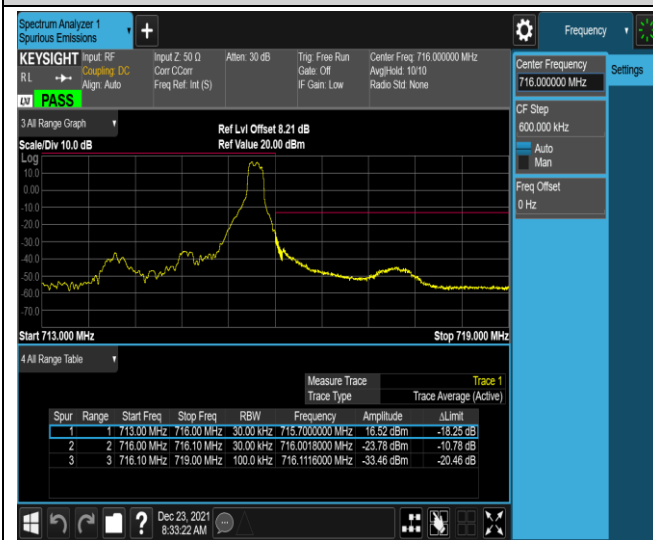 Spectrum Analyzer 1
Spurious Emissions
+
Frequency
KEYSIGHT
R L
Input: RF
Coupling: DC
Align: Auto
Input Z: 50 Ω
Corr CCorr
Freq Ref: Int (S)
Atten: 30 dB
Trig: Free Run
Gate: Off
IF Gain: Low
Center Freq: 716.000000 MHz
Avg|Hold: 10/10
Radio Std: None
LXI PASS
Center Frequency
716.000000 MHz
Settings
CF Step
600.000 kHz
Auto
Man
Freq Offset
0 Hz
3 All Range Graph
Scale/Div 10.0 dB
Ref Lvl Offset 8.21 dB
Ref Value 20.00 dBm
Log
10.0
0.00
-10.0
-20.0
-30.0
-40.0
-50.0
-60.0
-70.0
Start 713.000 MHz
Stop 719.000 MHz
4 All Range Table
Measure Trace Trace 1
Trace Type Trace Average (Active)
Spur Range Start Freq Stop Freq RBW Frequency Amplitude ΔLimit
1 1 713.00 MHz 716.00 MHz 30.00 kHz 715.7000000 MHz 16.52 dBm -18.25 dB
2 2 716.00 MHz 716.10 MHz 30.00 kHz 716.0018000 MHz -23.78 dBm -10.78 dB
3 3 716.10 MHz 719.00 MHz 100.0 kHz 716.1116000 MHz -33.46 dBm -20.46 dB
?
Dec 23, 2021
8:33:22 AM